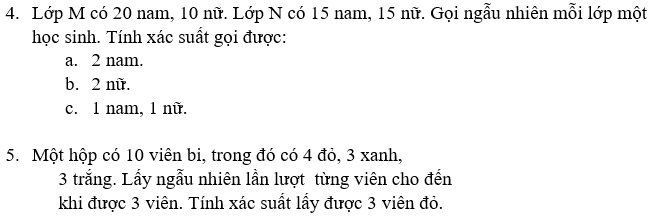 4. Lớp M có 20 nam, 10 nữ. Lớp N có 15 nam, 15 nữ. Gọi ngẫu nhiên mỗi lớp một
học sinh. Tính xác suất gọi được:
a. 2 nam.
b. 2 nữ.
c. 1 nam, 1 nữ.
5. Một hộp có 10 viên bi, trong đó có 4 đỏ, 3 xanh,
3 trắng. Lấy ngẫu nhiên lần lượt từng viên cho đến
khi được 3 viên. Tính xác suất lấy được 3 viên đỏ.